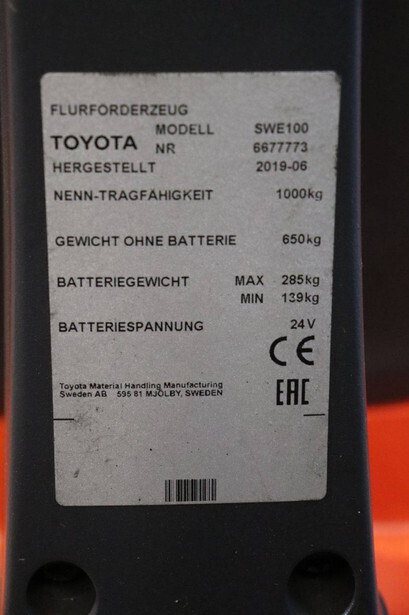 FLURFÖRDERZEUG
TOYOTA MODELL SWE100
NR 6677773
HERGESTELLT 2019-06
NENN-TRAGFÄHIGKEIT 1000kg
GEWICHT OHNE BATTERIE 650kg
BATTERIEGEWICHT MAX 285kg
MIN 139kg
BATTERIESPANNUNG 24V
CE
Toyota Material Handling Manufacturing
Sweden AB 595 81 MJÖLBY, SWEDEN
EAC